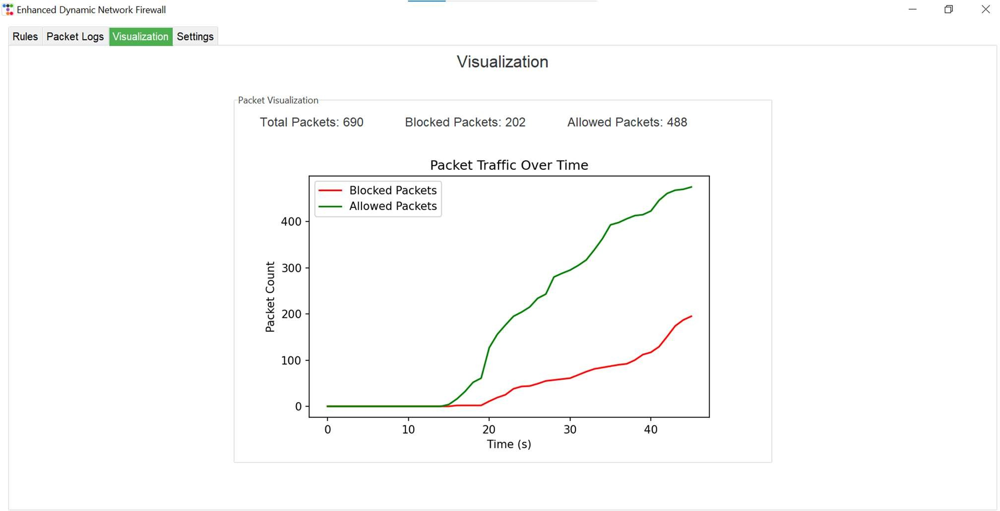 Enhanced Dynamic Network Firewall
Rules Packet Logs Visualization Settings
Visualization
Packet Visualization
Total Packets: 690 Blocked Packets: 202 Allowed Packets: 488
Packet Traffic Over Time
Blocked Packets
Allowed Packets
400
300
200
100
0
Packet Count
0 10 20 30 40
Time (s)